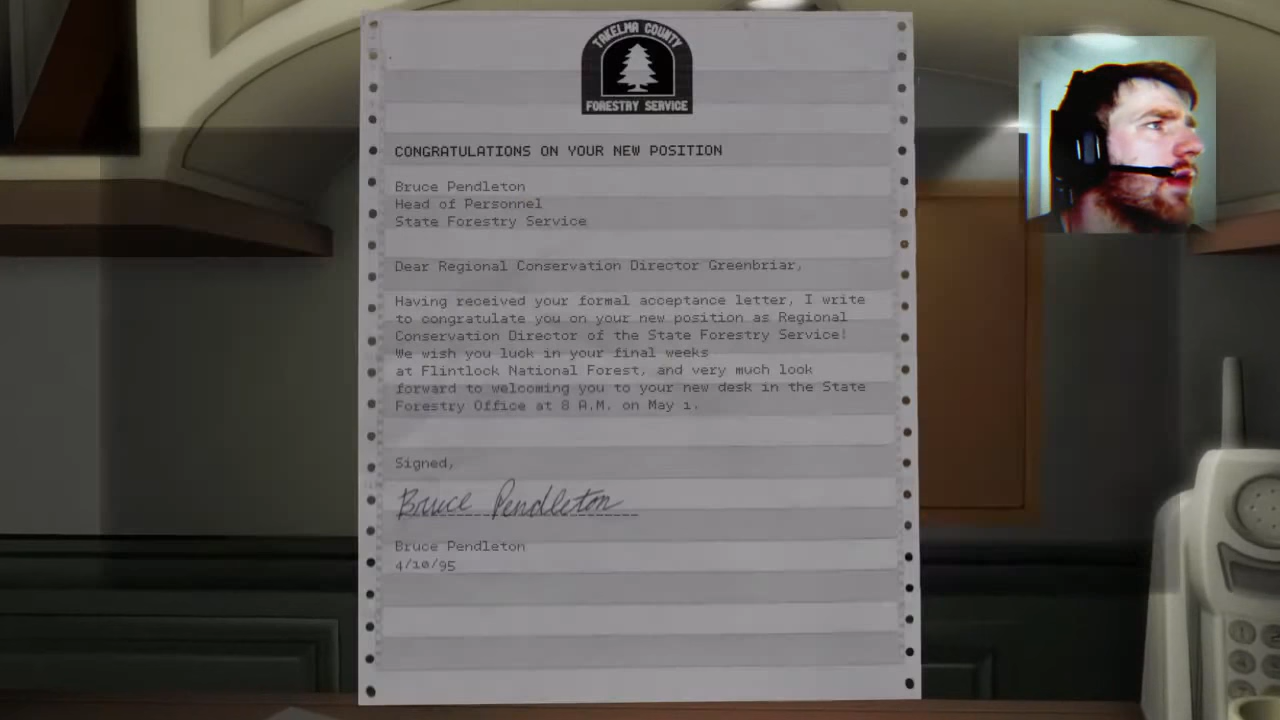 TAKELMA COUNTY
FORESTRY SERVICE
CONGRATULATIONS ON YOUR NEW POSITION
Bruce Pendleton
Head of Personnel
State Forestry Service
Dear Regional Conservation Director Greenbriar,
Having received your formal acceptance letter, I write
to congratulate you on your new position as Regional
Conservation Director of the State Forestry Service!
We wish you luck in your final weeks
at Flintlock National Forest, and very much look
forward to welcoming you to your new desk in the State
Forestry Office at 8 A.M. on May 1.
Signed,
Bruce Pendleton
Bruce Pendleton
4/10/95